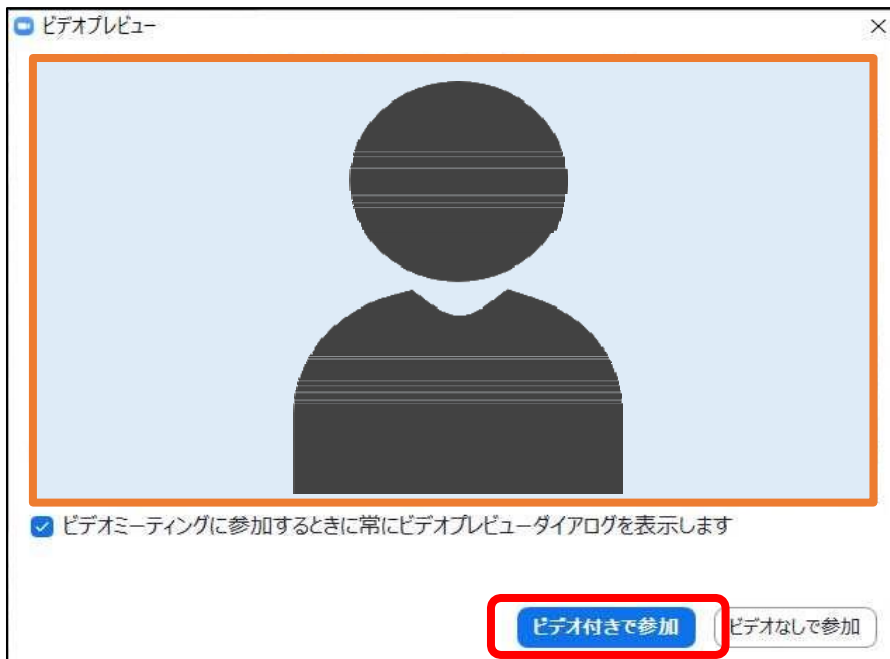 ビデオプレビュー
ビデオミーティングに参加するときに常にビデオプレビューダイアログを表示します
ビデオ付きで参加
ビデオなしで参加